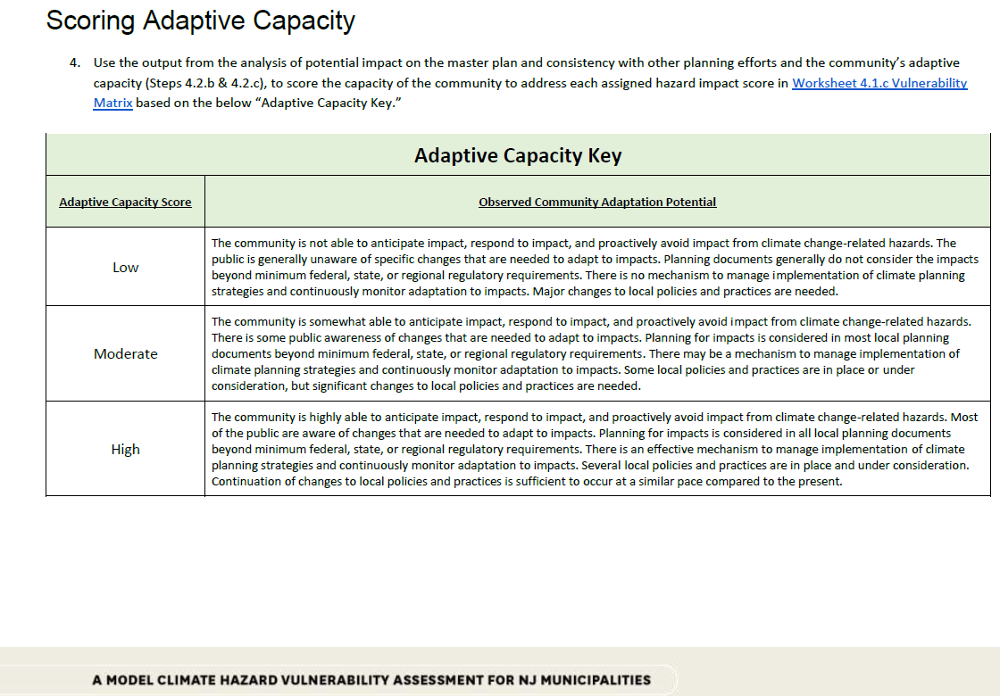 Scoring Adaptive Capacity
4. Use the output from the analysis of potential impact on the master plan and consistency with other planning efforts and the community's adaptive
capacity (Steps 4.2.b & 4.2.c), to score the capacity of the community to address each assigned hazard impact score in Worksheet 4.1.c Vulnerability
Matrix based on the below “Adaptive Capacity Key.”
Adaptive Capacity Key
Adaptive Capacity Score
Observed Community Adaptation Potential
Low
The community is not able to anticipate impact, respond to impact, and proactively avoid impact from climate change-related hazards. The
public is generally unaware of specific changes that are needed to adapt to impacts. Planning documents generally do not consider the impacts
beyond minimum federal, state, or regional regulatory requirements. There is no mechanism to manage implementation of climate planning
strategies and continuously monitor adaptation to impacts. Major changes to local policies and practices are needed.
Moderate
The community is somewhat able to anticipate impact, respond to impact, and proactively avoid impact from climate change-related hazards.
There is some public awareness of changes that are needed to adapt to impacts. Planning for impacts is considered in most local planning
documents beyond minimum federal, state, or regional regulatory requirements. There may be a mechanism to manage implementation of
climate planning strategies and continuously monitor adaptation to impacts. Some local policies and practices are in place or under
consideration, but significant changes to local policies and practices are needed.
High
The community is highly able to anticipate impact, respond to impact, and proactively avoid impact from climate change-related hazards. Most
of the public are aware of changes that are needed to adapt to impacts. Planning for impacts is considered in all local planning documents
beyond minimum federal, state, or regional regulatory requirements. There is an effective mechanism to manage implementation of climate
planning strategies and continuously monitor adaptation to impacts. Several local policies and practices are in place and under consideration.
Continuation of changes to local policies and practices is sufficient to occur at a similar pace compared to the present.
A MODEL CLIMATE HAZARD VULNERABILITY ASSESSMENT FOR NJ MUNICIPALITIES